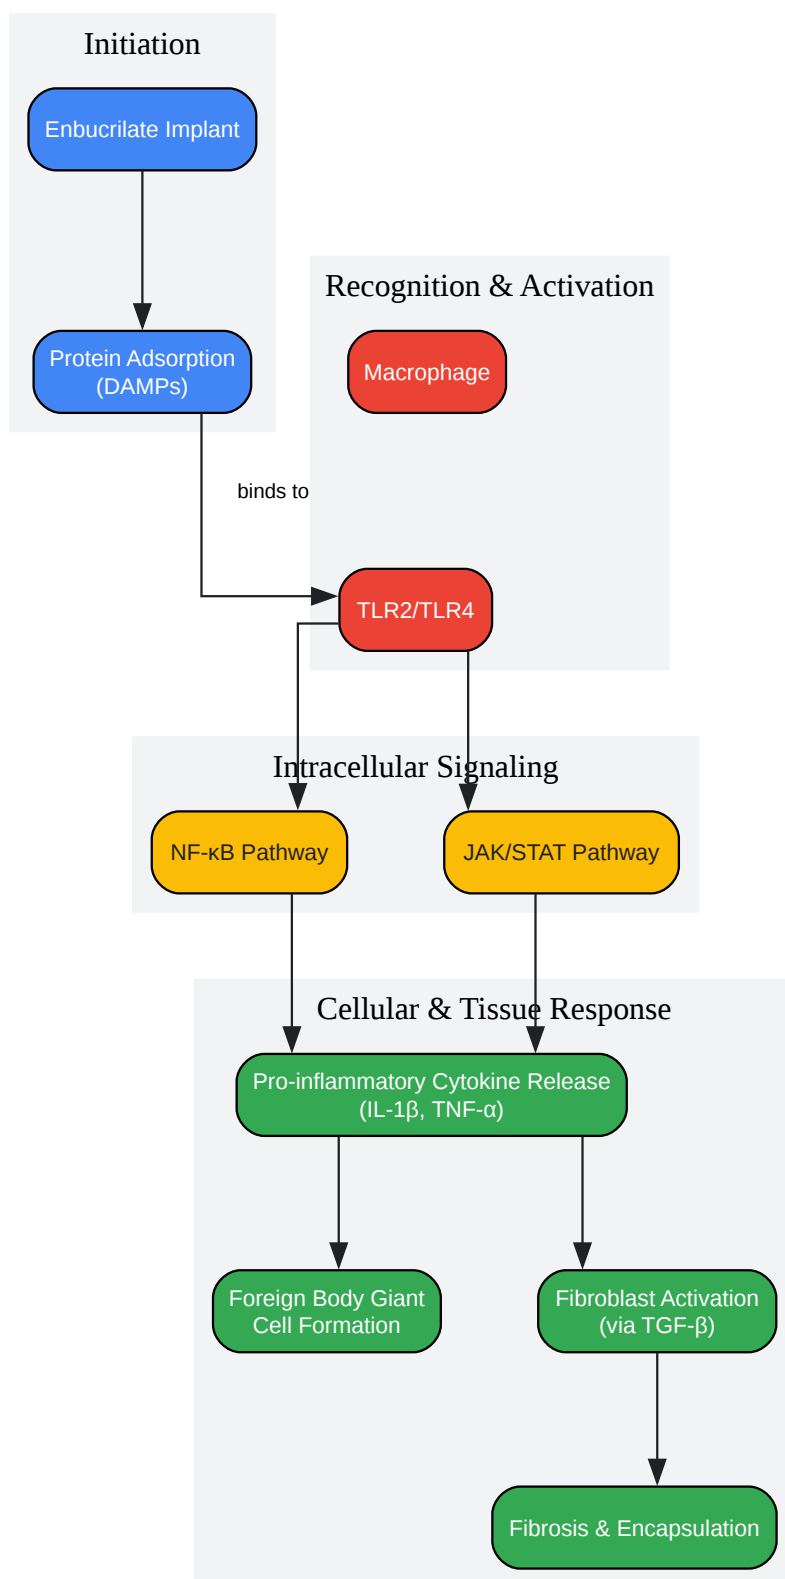 Initiation
Enbucrilate Implant
Protein Adsorption
(DAMPs)
Recognition & Activation
Macrophage
binds to
TLR2/TLR4
Intracellular Signaling
NF-κB Pathway
JAK/STAT Pathway
Cellular & Tissue Response
Pro-inflammatory Cytokine Release
(IL-1β, TNF-α)
Foreign Body Giant
Cell Formation
Fibroblast Activation
(via TGF-β)
Fibrosis & Encapsulation